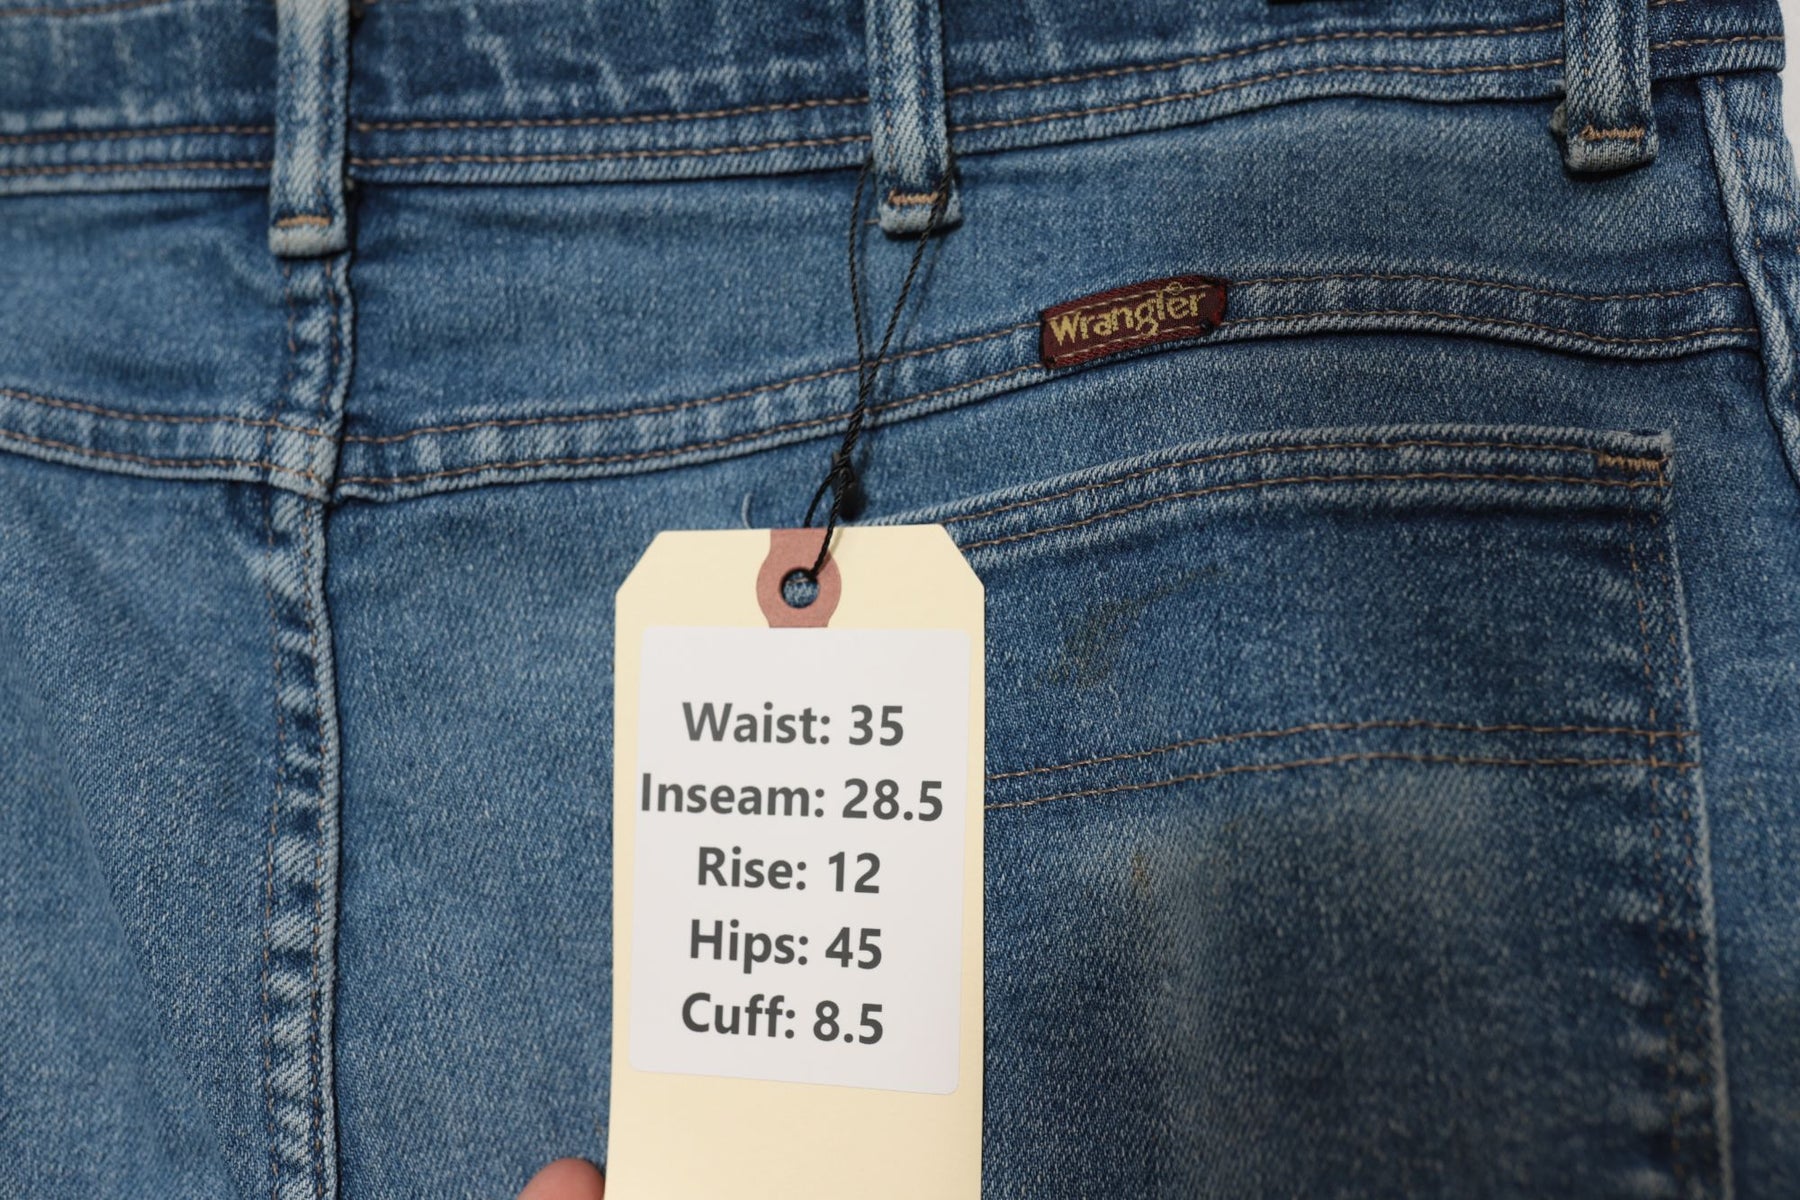 Wrangler
Waist: 35
Inseam: 28.5
Rise: 12
Hips: 45
Cuff: 8.5